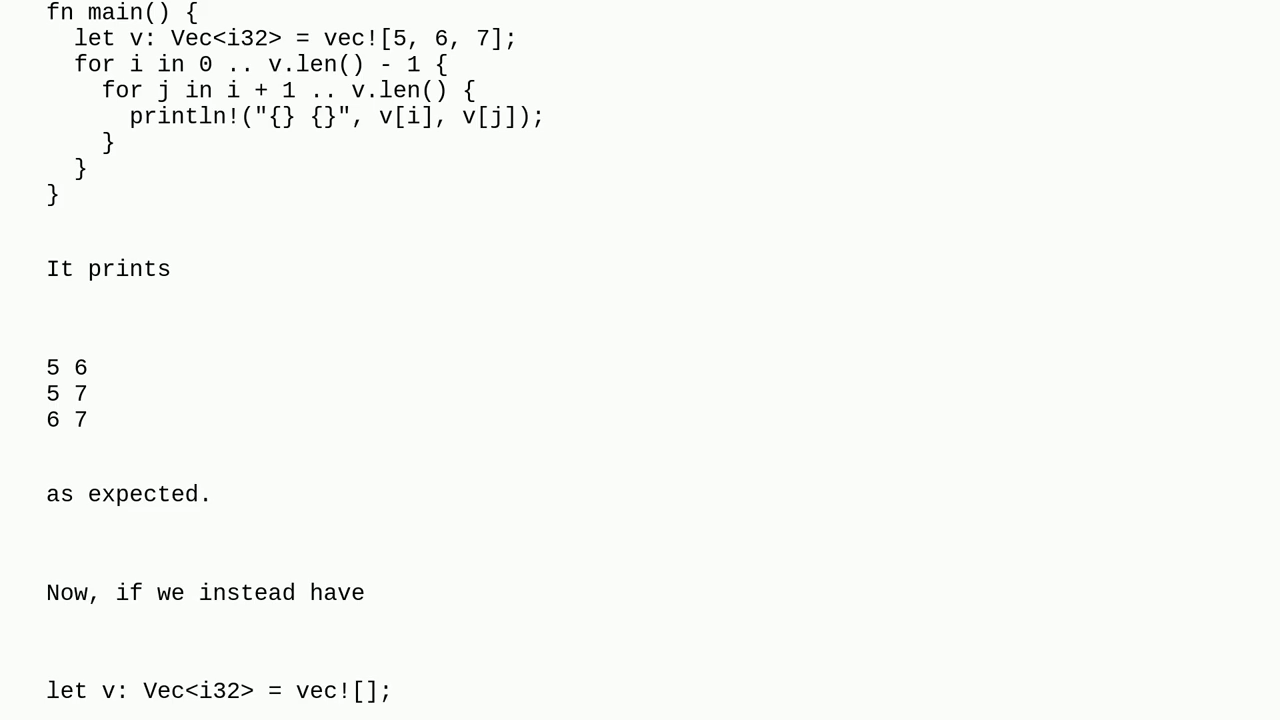 fn main() {
  let v: Vec<i32> = vec![5, 6, 7];
  for i in 0 .. v.len() - 1 {
    for j in i + 1 .. v.len() {
      println!("{} {}", v[i], v[j]);
    }
  }
}
It prints
5 6
5 7
6 7
as expected.
Now, if we instead have
let v: Vec<i32> = vec![];